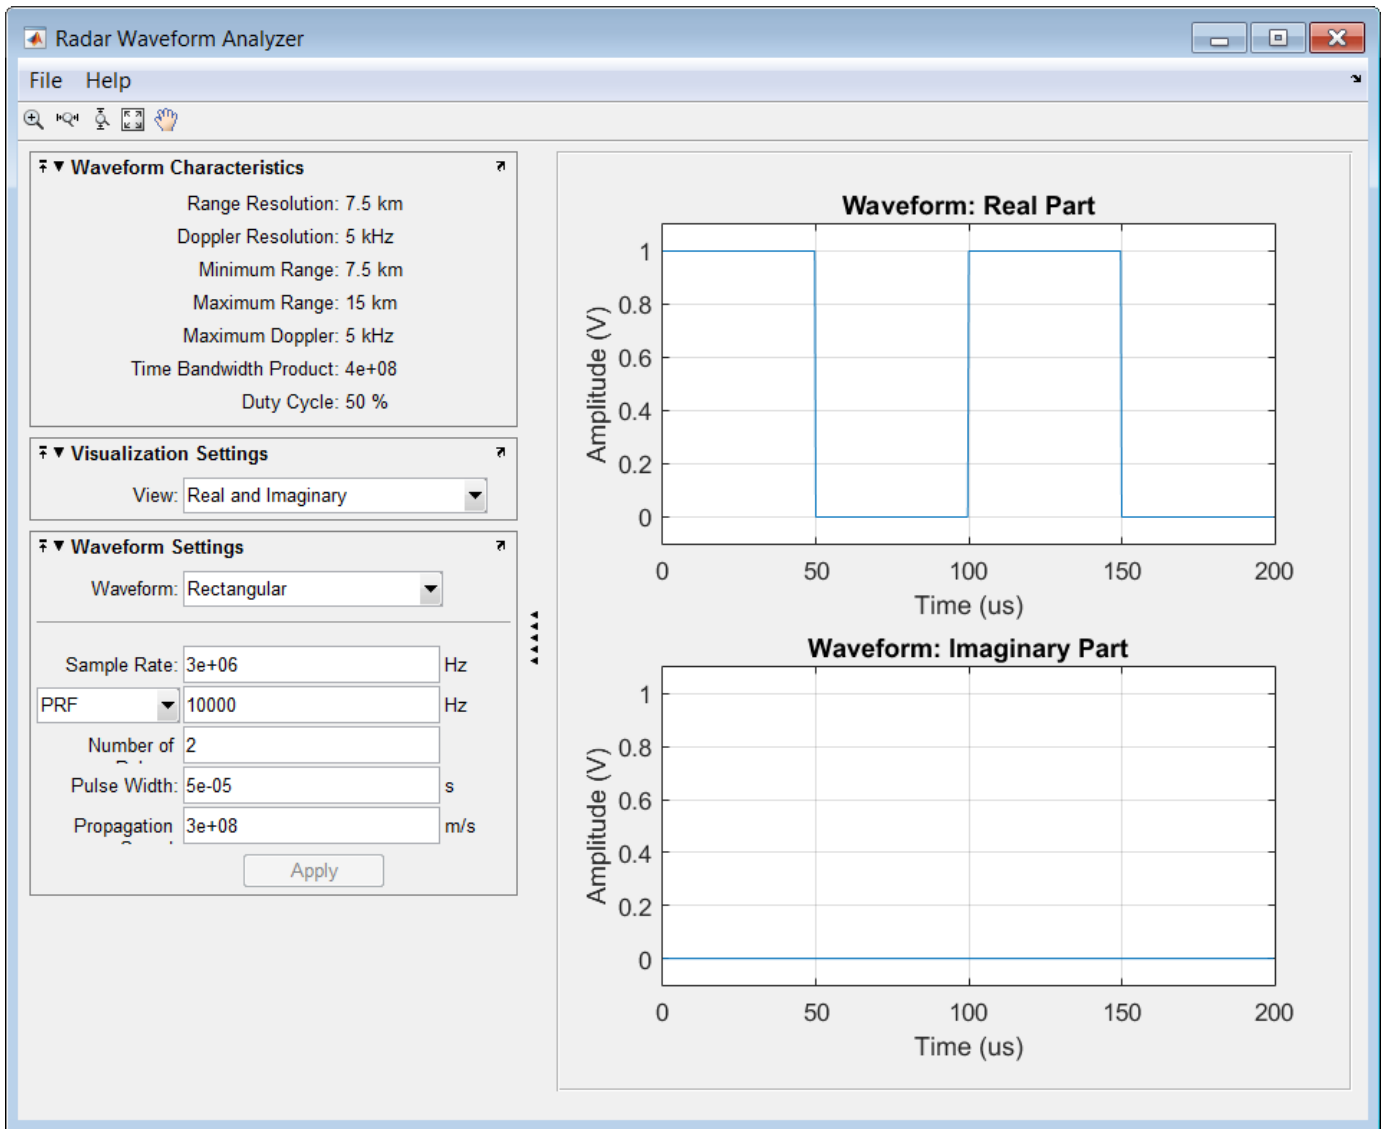 Radar Waveform Analyzer
File Help
Waveform Characteristics
Range Resolution: 7.5 km
Doppler Resolution: 5 kHz
Minimum Range: 7.5 km
Maximum Range: 15 km
Maximum Doppler: 5 kHz
Time Bandwidth Product: 4e+08
Duty Cycle: 50 %
Visualization Settings
View: Real and Imaginary
Waveform Settings
Waveform: Rectangular
Sample Rate: 3e+06 Hz
PRF 10000 Hz
Number of 2
Pulse Width: 5e-05 s
Propagation 3e+08 m/s
Apply
Waveform: Real Part
1
0.8
0.6
0.4
0.2
0
Amplitude (V)
0 50 100 150 200
Time (us)
Waveform: Imaginary Part
1
0.8
0.6
0.4
0.2
0
Amplitude (V)
0 50 100 150 200
Time (us)